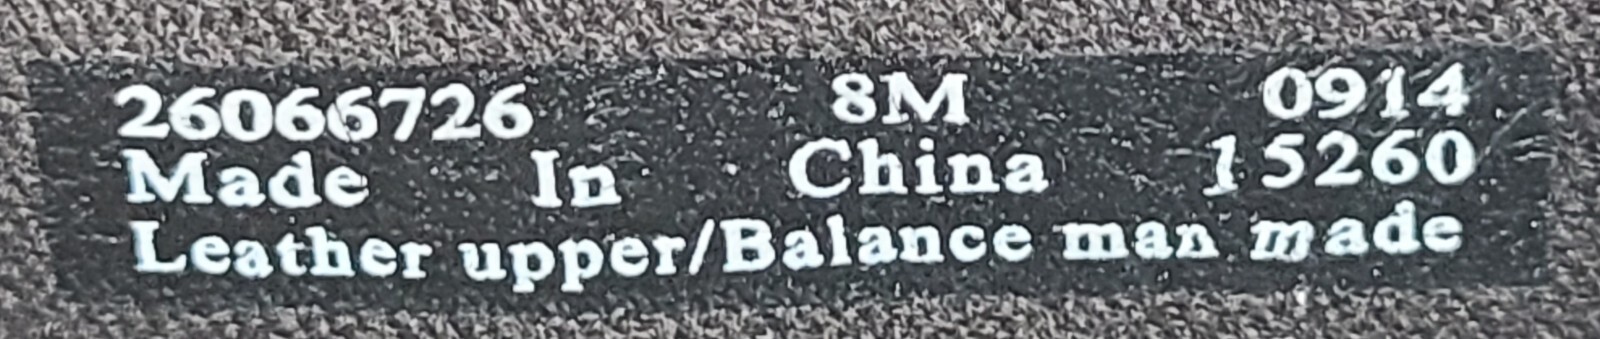 26066726 8M 0914
Made In China 15260
Leather upper/Balance man made